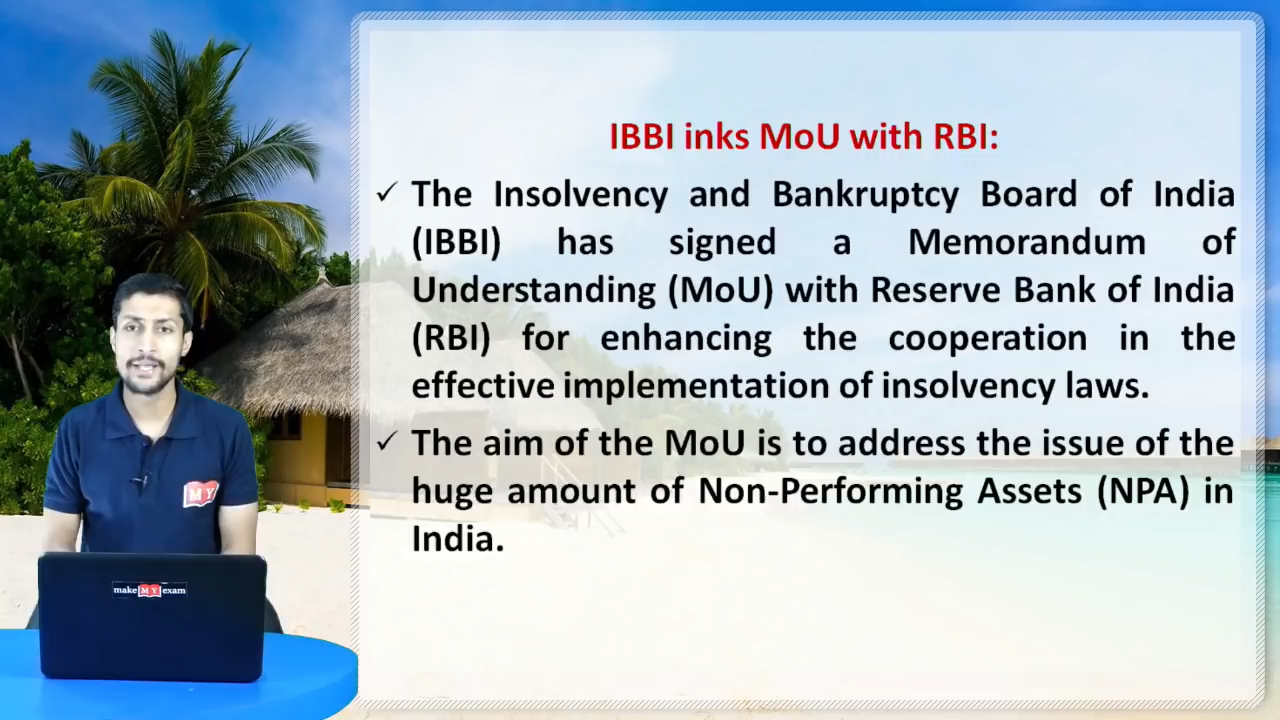 IBBI inks MoU with RBI:
✓ The Insolvency and Bankruptcy Board of India
(IBBI) has signed a Memorandum of
Understanding (MoU) with Reserve Bank of India
(RBI) for enhancing the cooperation in the
effective implementation of insolvency laws.
✓ The aim of the MoU is to address the issue of the
huge amount of Non-Performing Assets (NPA) in
India.
MY
make MY exam